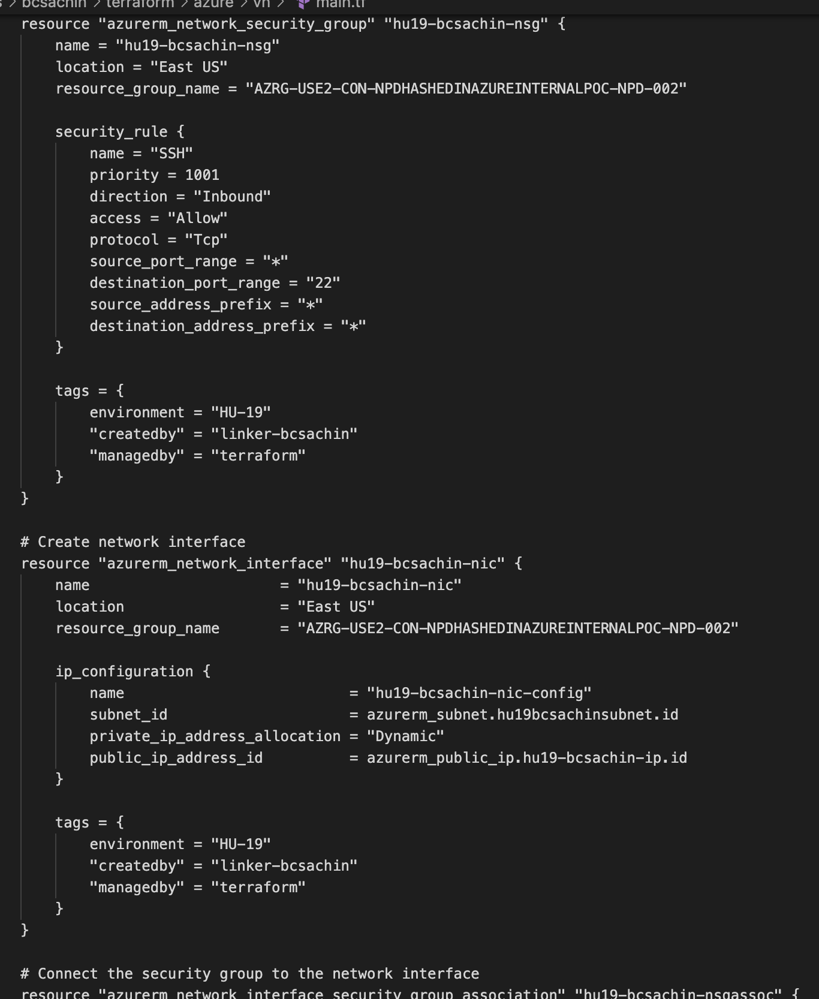 bcsachin > terraform > azure > vn > main.tf
resource "azurerm_network_security_group" "hu19-bcsachin-nsg" {
    name = "hu19-bcsachin-nsg"
    location = "East US"
    resource_group_name = "AZRG-USE2-CON-NPDHASHEDINAZUREINTERNALPOC-NPD-002"

    security_rule {
        name = "SSH"
        priority = 1001
        direction = "Inbound"
        access = "Allow"
        protocol = "Tcp"
        source_port_range = "*"
        destination_port_range = "22"
        source_address_prefix = "*"
        destination_address_prefix = "*"
    }

    tags = {
        environment = "HU-19"
        "createdby" = "linker-bcsachin"
        "managedby" = "terraform"
    }
}

# Create network interface
resource "azurerm_network_interface" "hu19-bcsachin-nic" {
    name                      = "hu19-bcsachin-nic"
    location                  = "East US"
    resource_group_name       = "AZRG-USE2-CON-NPDHASHEDINAZUREINTERNALPOC-NPD-002"

    ip_configuration {
        name                          = "hu19-bcsachin-nic-config"
        subnet_id                     = azurerm_subnet.hu19bcsachinsubnet.id
        private_ip_address_allocation = "Dynamic"
        public_ip_address_id          = azurerm_public_ip.hu19-bcsachin-ip.id
    }

    tags = {
        environment = "HU-19"
        "createdby" = "linker-bcsachin"
        "managedby" = "terraform"
    }
}

# Connect the security group to the network interface
resource "azurerm_network_interface_security_group_association" "hu19-bcsachin-nsgassoc" {